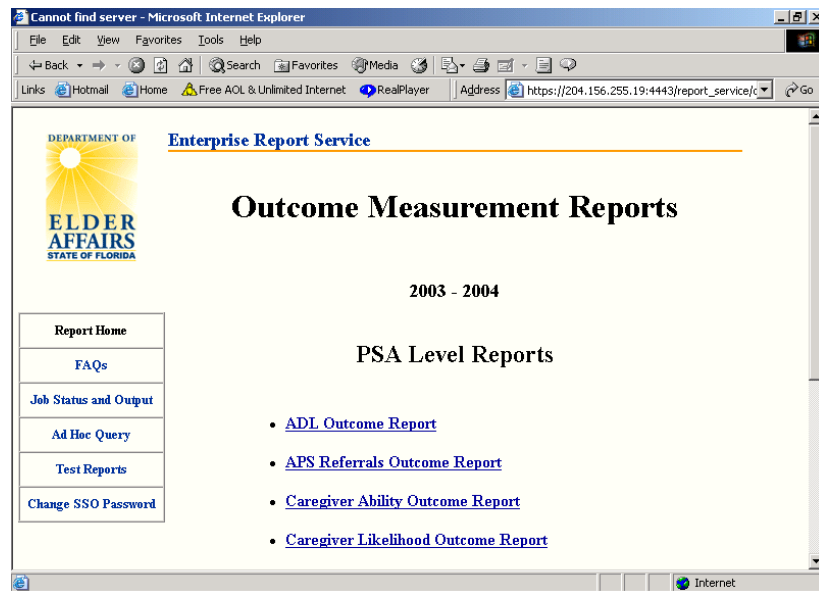 Cannot find server - Microsoft Internet Explorer
File Edit View Favorites Tools Help
Back Search Favorites Media
Links Hotmail Home Free AOL & Unlimited Internet RealPlayer Address https://204.156.255.19:4443/report_service/c Go
DEPARTMENT OF
ELDER
AFFAIRS
STATE OF FLORIDA
Enterprise Report Service
Outcome Measurement Reports
2003 - 2004
Report Home
FAQs
Job Status and Output
Ad Hoc Query
Test Reports
Change SSO Password
PSA Level Reports
• ADL Outcome Report
• APS Referrals Outcome Report
• Caregiver Ability Outcome Report
• Caregiver Likelihood Outcome Report
Internet